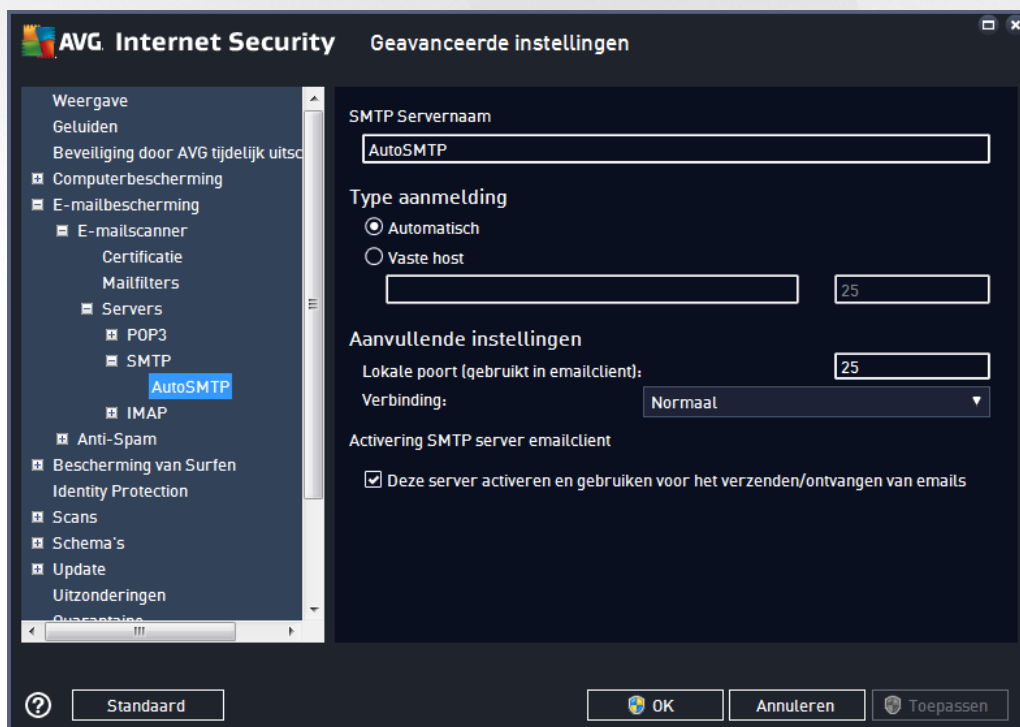 AVG. Internet Security Geavanceerde instellingen
Weergave
Geluiden
Beveiliging door AVG tijdelijk uitsc
Computerbescherming
E-mailbescherming
E-mailscanner
Certificatie
Mailfilters
Servers
POP3
SMTP
AutoSMTP
IMAP
Anti-Spam
Bescherming van Surfen
Identity Protection
Scans
Schema's
Update
Uitzonderingen
Quarantaine
SMTP Servernaam
AutoSMTP
Type aanmelding
Automatisch
Vaste host
25
Aanvullende instellingen
Lokale poort (gebruikt in emailclient): 25
Verbinding: Normaal
Activering SMTP server emailclient
Deze server activeren en gebruiken voor het verzenden/ontvangen van emails
? Standaard OK Annuleren Toepassen